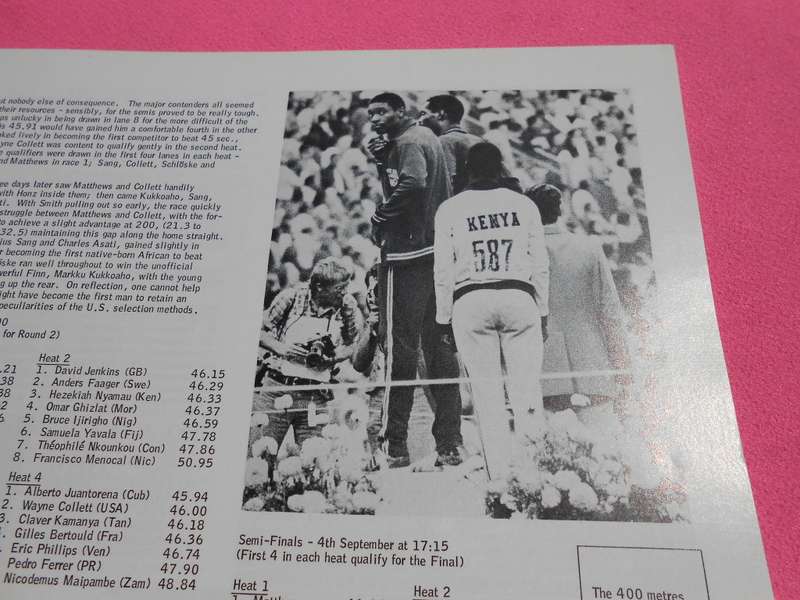 ut nobody else of consequence. The major contenders all seemed
their resources - sensibly, for the semis proved to be really tough.
as unlucky in being drawn in lane 8 for the more difficult of the
is 45.91 would have gained him a comfortable fourth in the other
oked lively in becoming the first competitor to beat 45 sec.,
yne Collett was content to qualify gently in the second heat.
e qualifiers were drawn in the first four lanes in each heat -
nd Matthews in race 1; Sang, Collett, Schlöske and
ee days later saw Matthews and Collett handily
with Honz inside them; then came Kukkoaho, Sang,
ti. With Smith pulling out so early, the race quickly
struggle between Matthews and Collett, with the for-
to achieve a slight advantage at 200, (21.3 to
32.5) maintaining this gap along the home straight.
ius Sang and Charles Asati, gained slightly in
r becoming the first native-born African to beat
öske ran well throughout to win the unofficial
werful Finn, Markku Kukkoaho, with the young
g up the rear. On reflection, one cannot help
ight have become the first man to retain an
peculiarities of the U.S. selection methods.
00
for Round 2)
Heat 2
.21 1. David Jenkins (GB) 46.15
.38 2. Anders Faager (Swe) 46.29
38 3. Hezekiah Nyamau (Ken) 46.33
2 4. Omar Ghizlat (Mor) 46.37
6 5. Bruce Ijirigho (Nig) 46.59
6. Samuela Yavala (Fij) 47.78
7. Théophilé Nkounkou (Con) 47.86
8. Francisco Menocal (Nic) 50.95
Heat 4
1. Alberto Juantorena (Cub) 45.94
2. Wayne Collett (USA) 46.00
3. Claver Kamanya (Tan) 46.18
. Gilles Bertould (Fra) 46.36
Eric Phillips (Ven) 46.74
Pedro Ferrer (PR) 47.90
Nicodemus Maipambe (Zam) 48.84
KENYA
587
Semi-Finals - 4th September at 17:15
(First 4 in each heat qualify for the Final)
Heat 1 Heat 2
The 400 metres